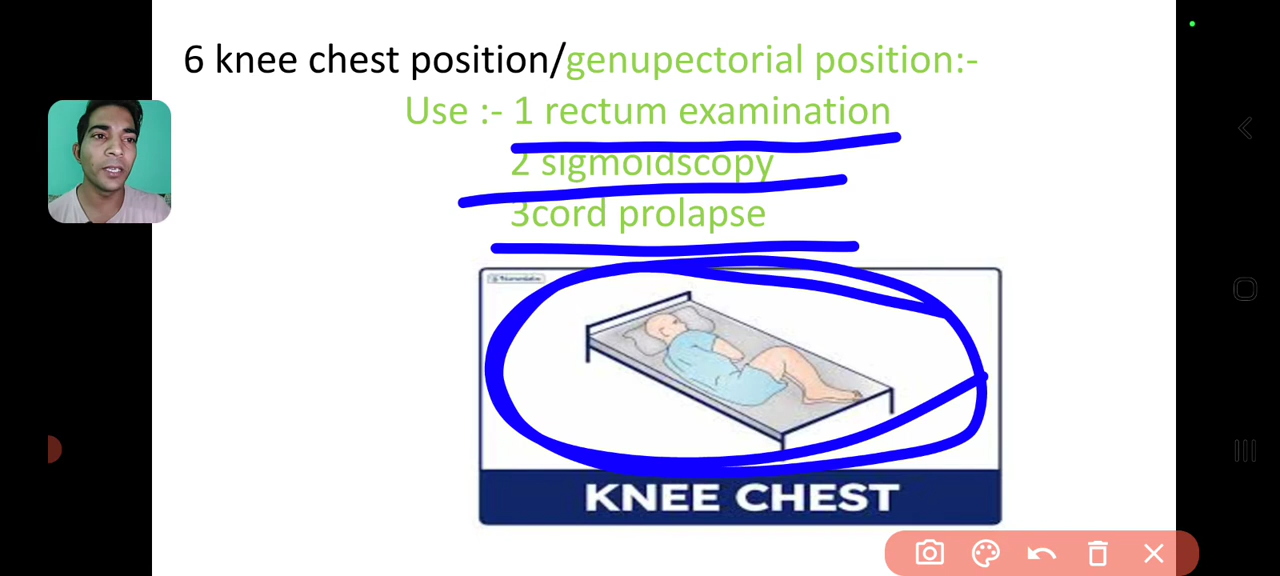 6 knee chest position/genupectorial position:-
Use :- 1 rectum examination
2 sigmoidscopy
3cord prolapse
KNEE CHEST